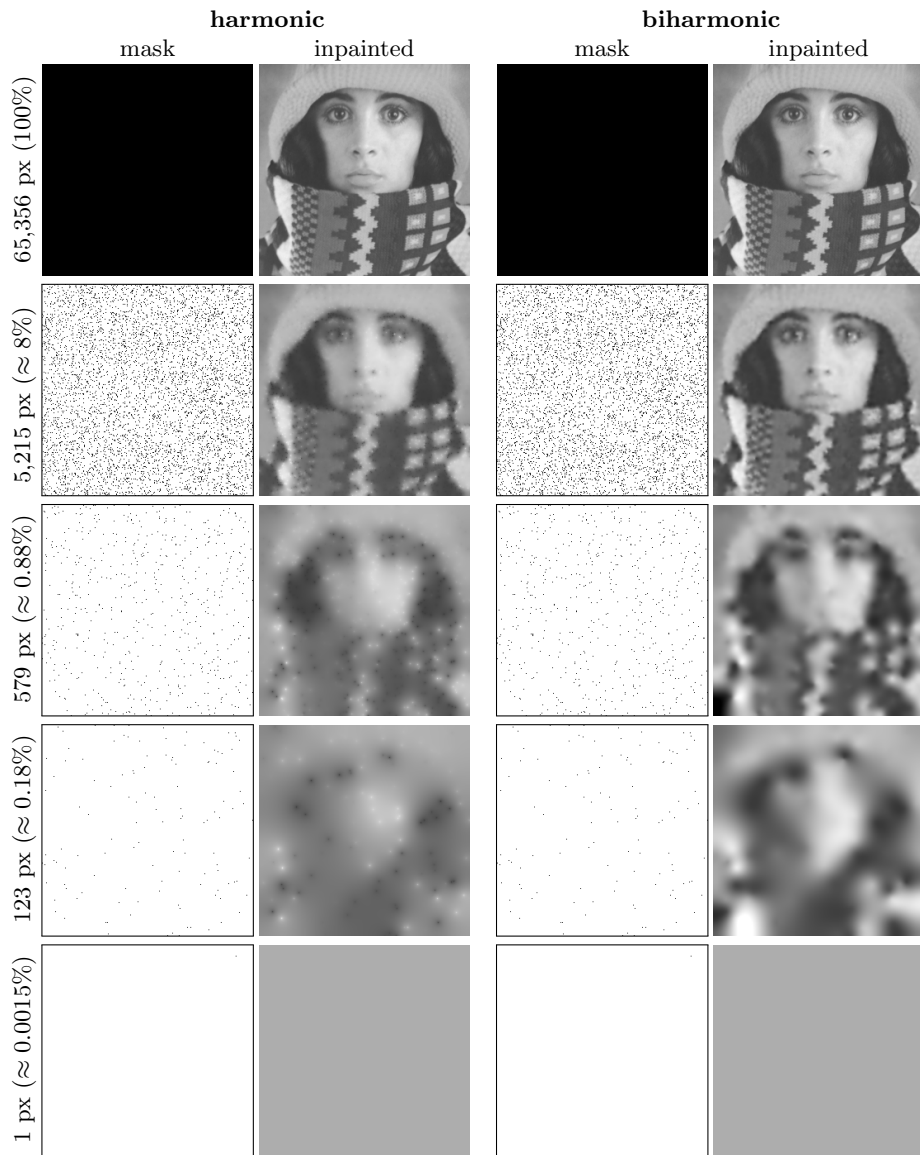 harmonic
biharmonic
mask
inpainted
mask
inpainted
65,356 px (100%)
5,215 px (≈ 8%)
579 px (≈ 0.88%)
123 px (≈ 0.18%)
1 px (≈ 0.0015%)